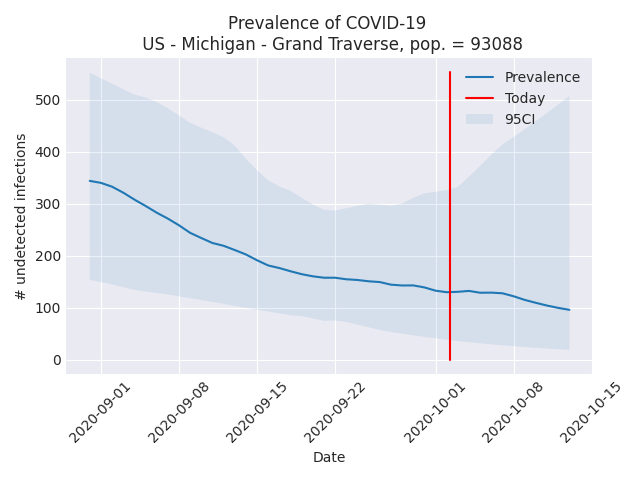 Prevalence of COVID-19
US - Michigan - Grand Traverse, pop. = 93088
Prevalence
Today
95CI
# undetected infections
500
400
300
200
100
0
2020-09-01
2020-09-08
2020-09-15
2020-09-22
2020-10-01
2020-10-08
2020-10-15
Date